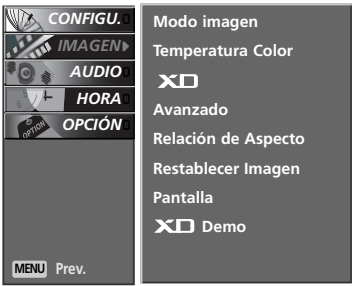 CONFIGU.
IMAGEN
AUDIO
HORA
OPCIÓN
OPTION
MENU Prev.
Modo imagen
Temperatura Color
XD
Avanzado
Relación de Aspecto
Restablecer Imagen
Pantalla
XD Demo